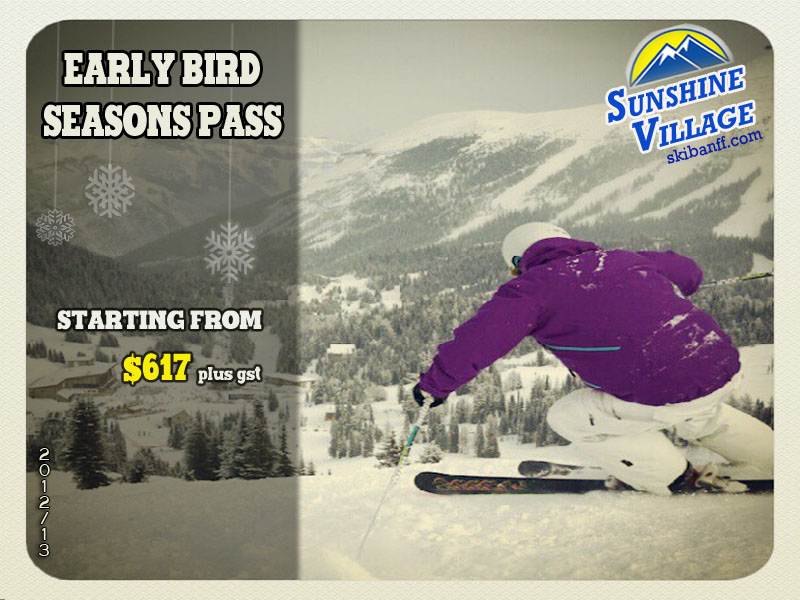 EARLY BIRD
SEASONS PASS
SUNSHINE
VILLAGE
skibanff.com
STARTING FROM
$617 plus gst
2012/13